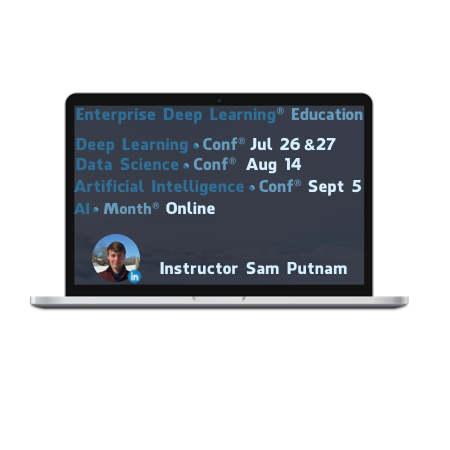 Enterprise Deep Learning® Education
Deep Learning • Conf® Jul 26 & 27
Data Science • Conf® Aug 14
Artificial Intelligence • Conf® Sept 5
AI • Month® Online
in
Instructor Sam Putnam